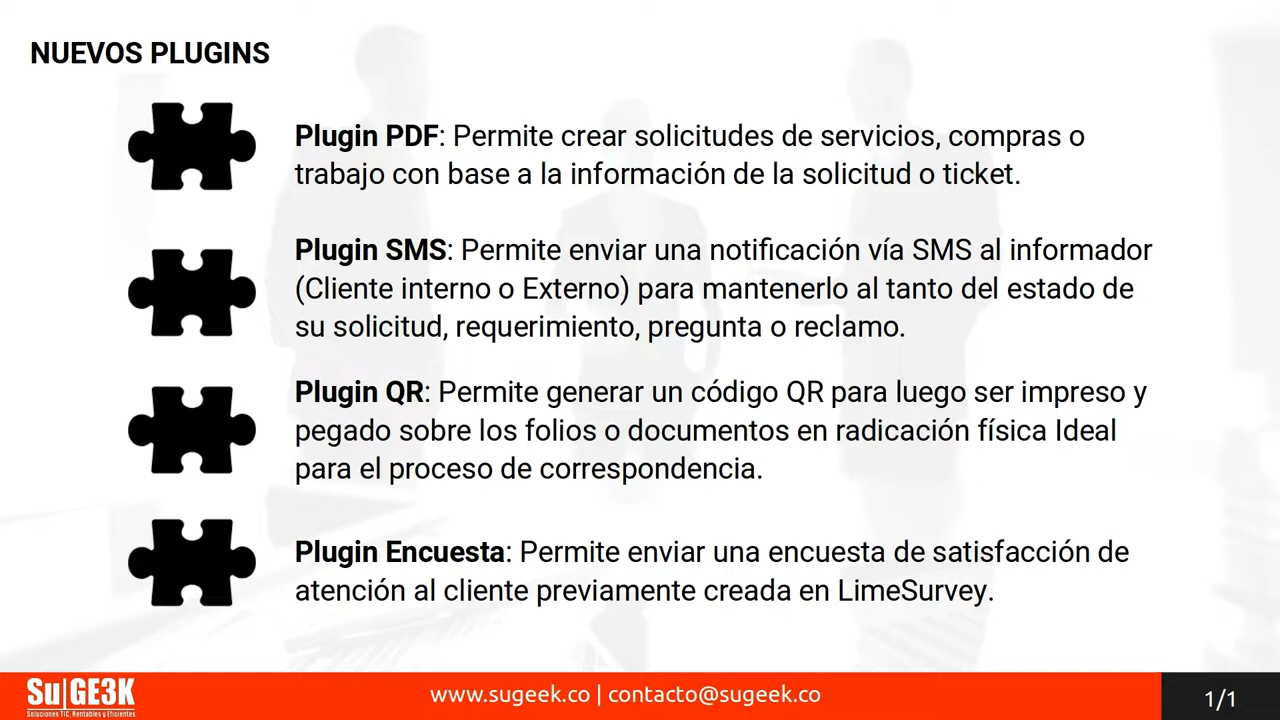 NUEVOS PLUGINS
Plugin PDF: Permite crear solicitudes de servicios, compras o
trabajo con base a la información de la solicitud o ticket.
Plugin SMS: Permite enviar una notificación vía SMS al informador
(Cliente interno o Externo) para mantenerlo al tanto del estado de
su solicitud, requerimiento, pregunta o reclamo.
Plugin QR: Permite generar un código QR para luego ser impreso y
pegado sobre los folios o documentos en radicación física Ideal
para el proceso de correspondencia.
Plugin Encuesta: Permite enviar una encuesta de satisfacción de
atención al cliente previamente creada en LimeSurvey.
Su|GE3K
Soluciones TIC, Rentables y Eficientes
www.sugeek.co | contacto@sugeek.co
1/1